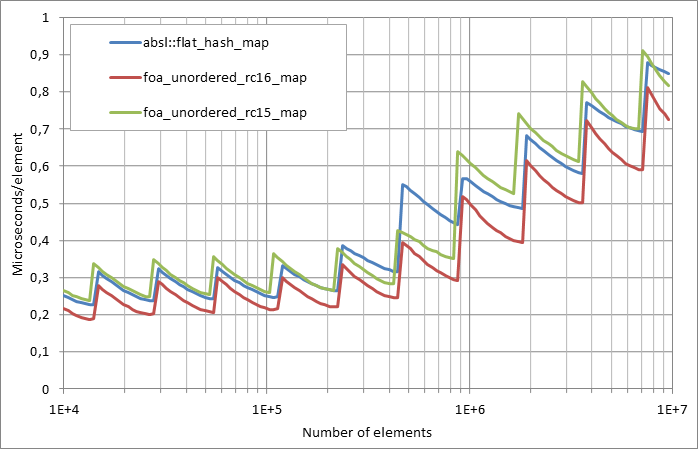 1
0,9
0,8
0,7
0,6
0,5
0,4
0,3
0,2
0,1
0
Microseconds/element
absl::flat_hash_map
foa_unordered_rc16_map
foa_unordered_rc15_map
1E+4 1E+5 1E+6 1E+7
Number of elements